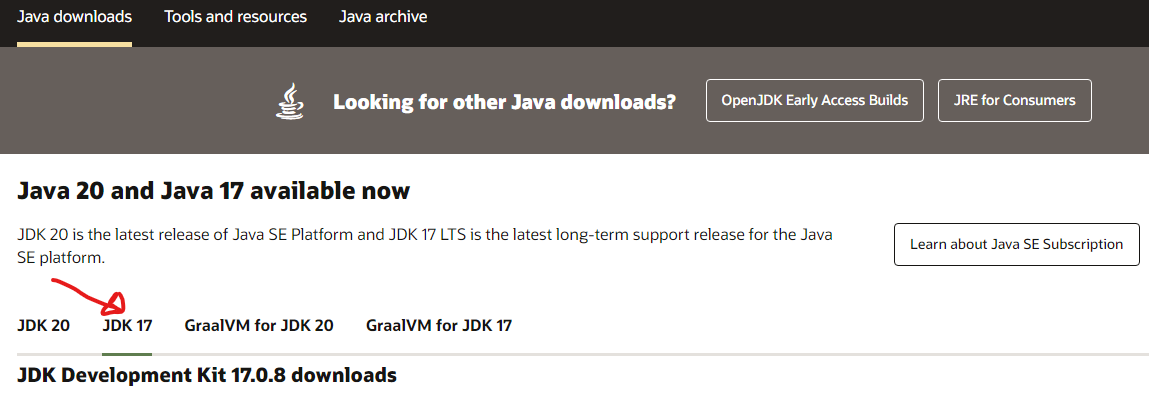 Java downloads Tools and resources Java archive
Looking for other Java downloads? OpenJDK Early Access Builds JRE for Consumers
Java 20 and Java 17 available now
JDK 20 is the latest release of Java SE Platform and JDK 17 LTS is the latest long-term support release for the Java
SE platform.
Learn about Java SE Subscription
JDK 20 JDK 17 GraalVM for JDK 20 GraalVM for JDK 17
JDK Development Kit 17.0.8 downloads